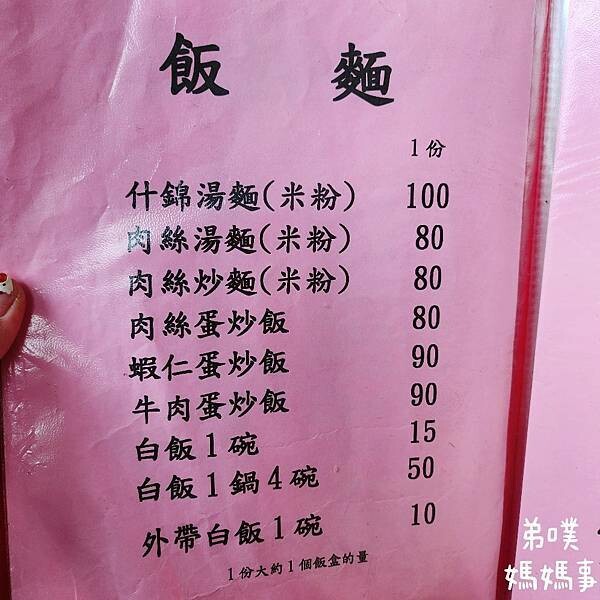 飯 麵
1份
什錦湯麵(米粉) 100
肉絲湯麵(米粉) 80
肉絲炒麵(米粉) 80
肉絲蛋炒飯 80
蝦仁蛋炒飯 90
牛肉蛋炒飯 90
白飯1碗 15
白飯1鍋4碗 50
外帶白飯1碗 10
1份大約1個飯盒的量
弟噗
媽媽事